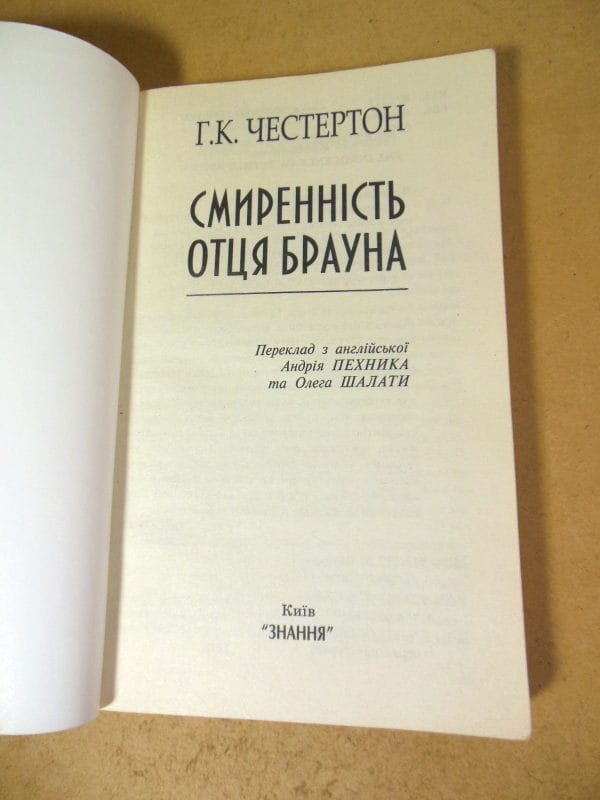 Г.К. ЧЕСТЕРТОН
СМИРЕННІСТЬ
ОТЦЯ БРАУНА
Переклад з англійської
Андрія ПЕХНИКА
та Олега ШАЛАТИ
Київ
"ЗНАННЯ"